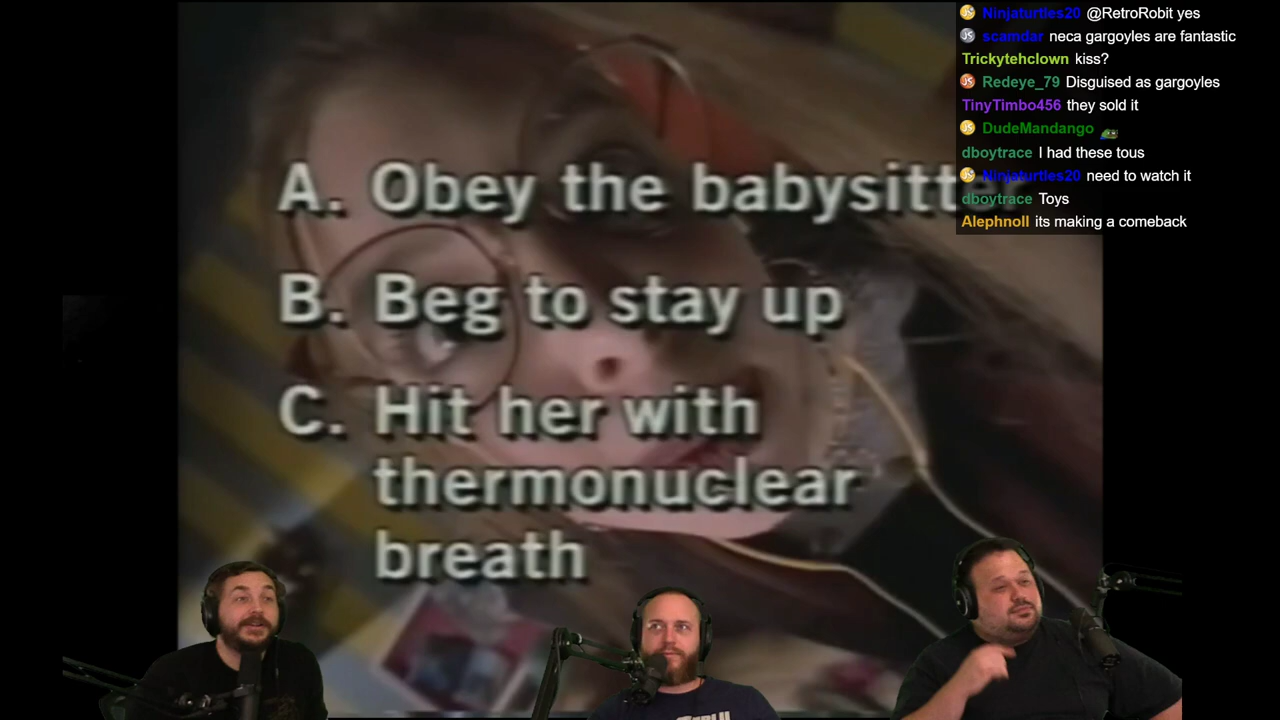 Ninjaturtles20 @RetroRobit yes
scamdar neca gargoyles are fantastic
Trickytehclown kiss?
Redeye_79 Disguised as gargoyles
TinyTimbo456 they sold it
DudeMandango
dboytrace I had these tous
Ninjaturtles20 need to watch it
dboytrace Toys
Alephnoll its making a comeback
A. Obey the babysitter
B. Beg to stay up
C. Hit her with
thermonuclear
breath